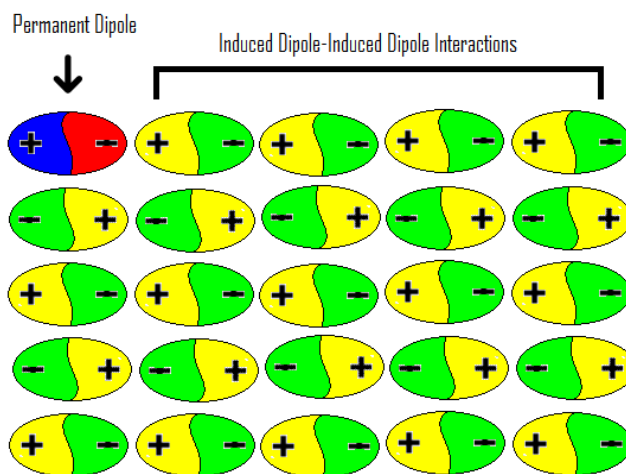 Permanent Dipole
Induced Dipole-Induced Dipole Interactions
+ - + - + - + - + -
- + - + - + - + - +
+ - + - + - + - + -
- + - + - + - + - +
+ - + - + - + - + -